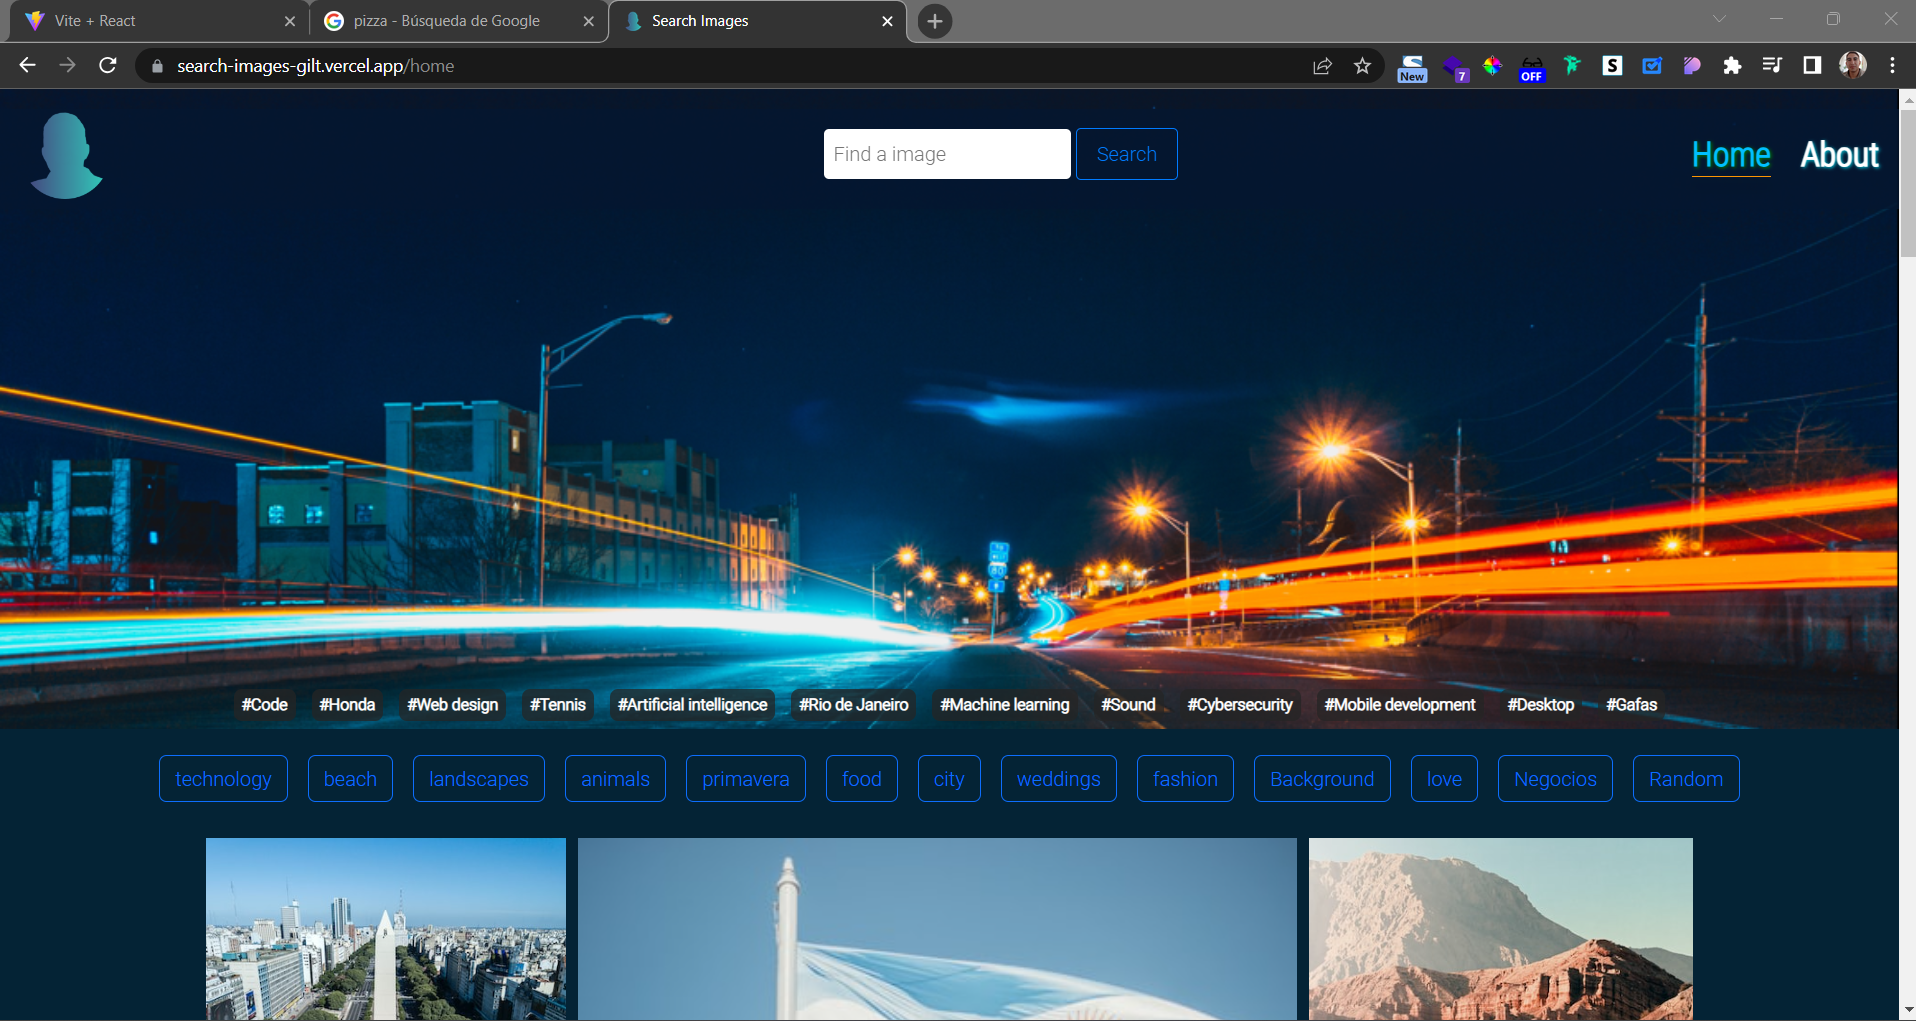 Vite + React
pizza - Búsqueda de Google
Search Images
search-images-gilt.vercel.app/home
New
7
OFF
S
Find a image
Search
Home
About
#Code #Honda #Web design #Tennis #Artificial intelligence #Rio de Janeiro #Machine learning #Sound #Cybersecurity #Mobile development #Desktop #Gafas
technology beach landscapes animals primavera food city weddings fashion Background love Negocios Random